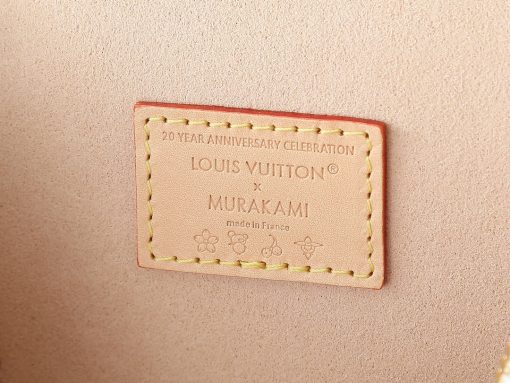 20 YEAR ANNIVERSARY CELEBRATION
LOUIS VUITTON®
×
MURAKAMI
made in France